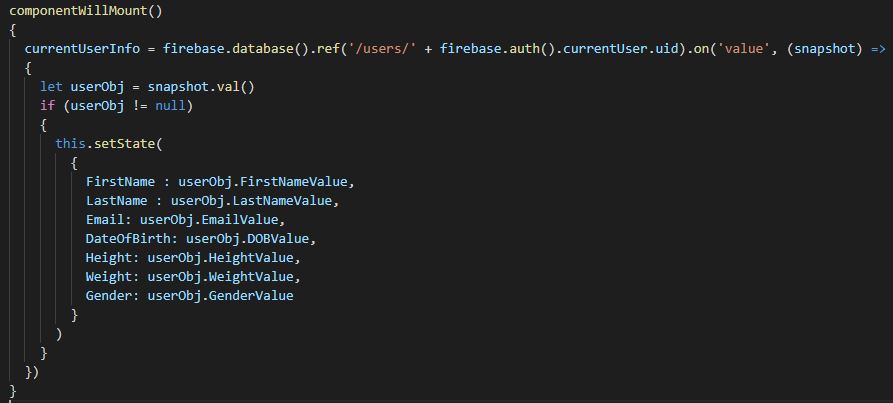 componentWillMount()
{
currentUserInfo = firebase.database().ref('/users/' + firebase.auth().currentUser.uid).on('value', (snapshot) =>
{
let userObj = snapshot.val()
if (userObj != null)
{
this.setState(
{
FirstName : userObj.FirstNameValue,
LastName : userObj.LastNameValue,
Email: userObj.EmailValue,
DateOfBirth: userObj.DOBValue,
Height: userObj.HeightValue,
Weight: userObj.WeightValue,
Gender: userObj.GenderValue
}
)
}
})
}